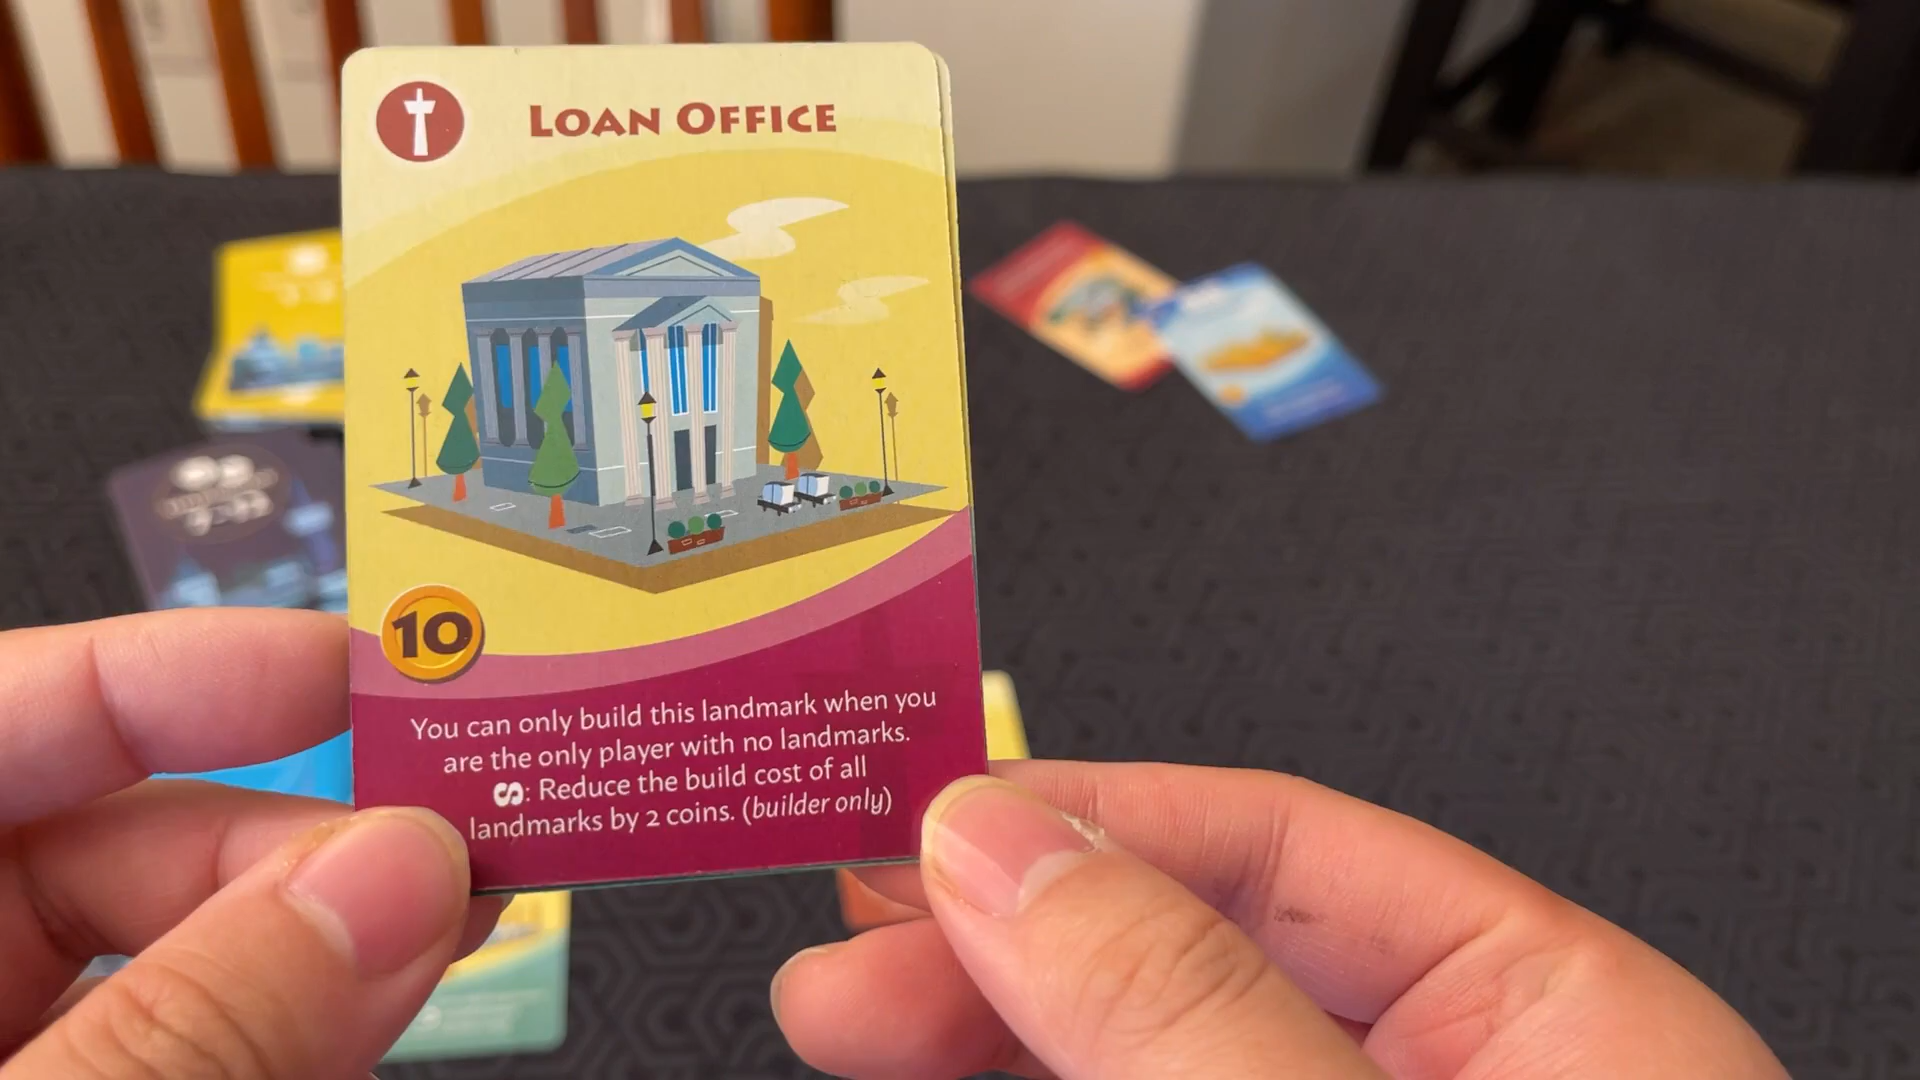 LOAN OFFICE
10
You can only build this landmark when you
are the only player with no landmarks.
: Reduce the build cost of all
landmarks by 2 coins. (builder only)